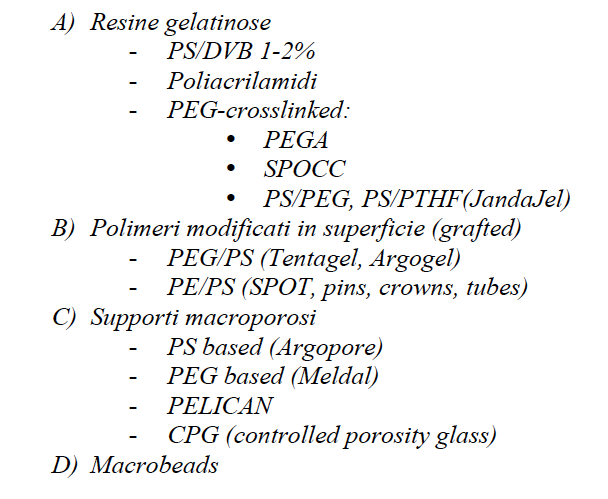 A) Resine gelatinose
- PS/DVB 1-2%
- Poliacrilamidi
- PEG-crosslinked:
• PEGA
• SPOCC
• PS/PEG, PS/PTHF(JandaJel)
B) Polimeri modificati in superficie (grafted)
- PEG/PS (Tentagel, Argogel)
- PE/PS (SPOT, pins, crowns, tubes)
C) Supporti macroporosi
- PS based (Argopore)
- PEG based (Meldal)
- PELICAN
- CPG (controlled porosity glass)
D) Macrobeads